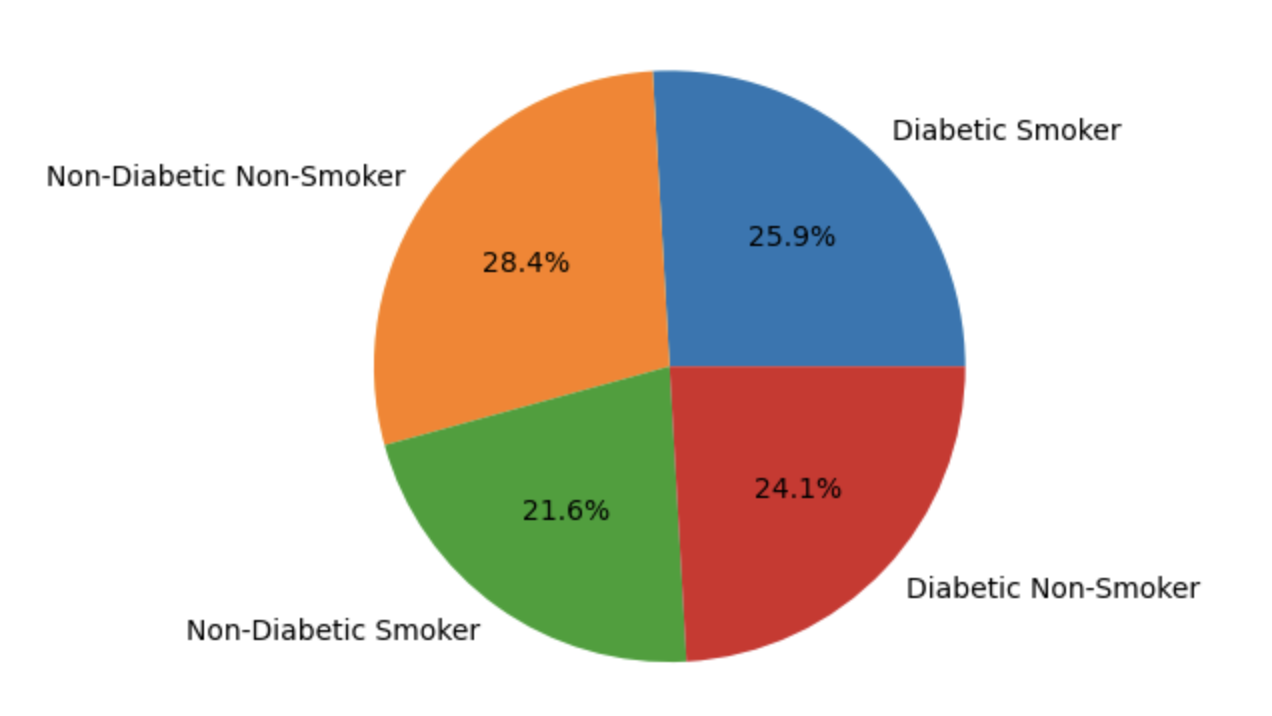 Diabetic Smoker
Non-Diabetic Non-Smoker
25.9%
28.4%
24.1%
21.6%
Diabetic Non-Smoker
Non-Diabetic Smoker